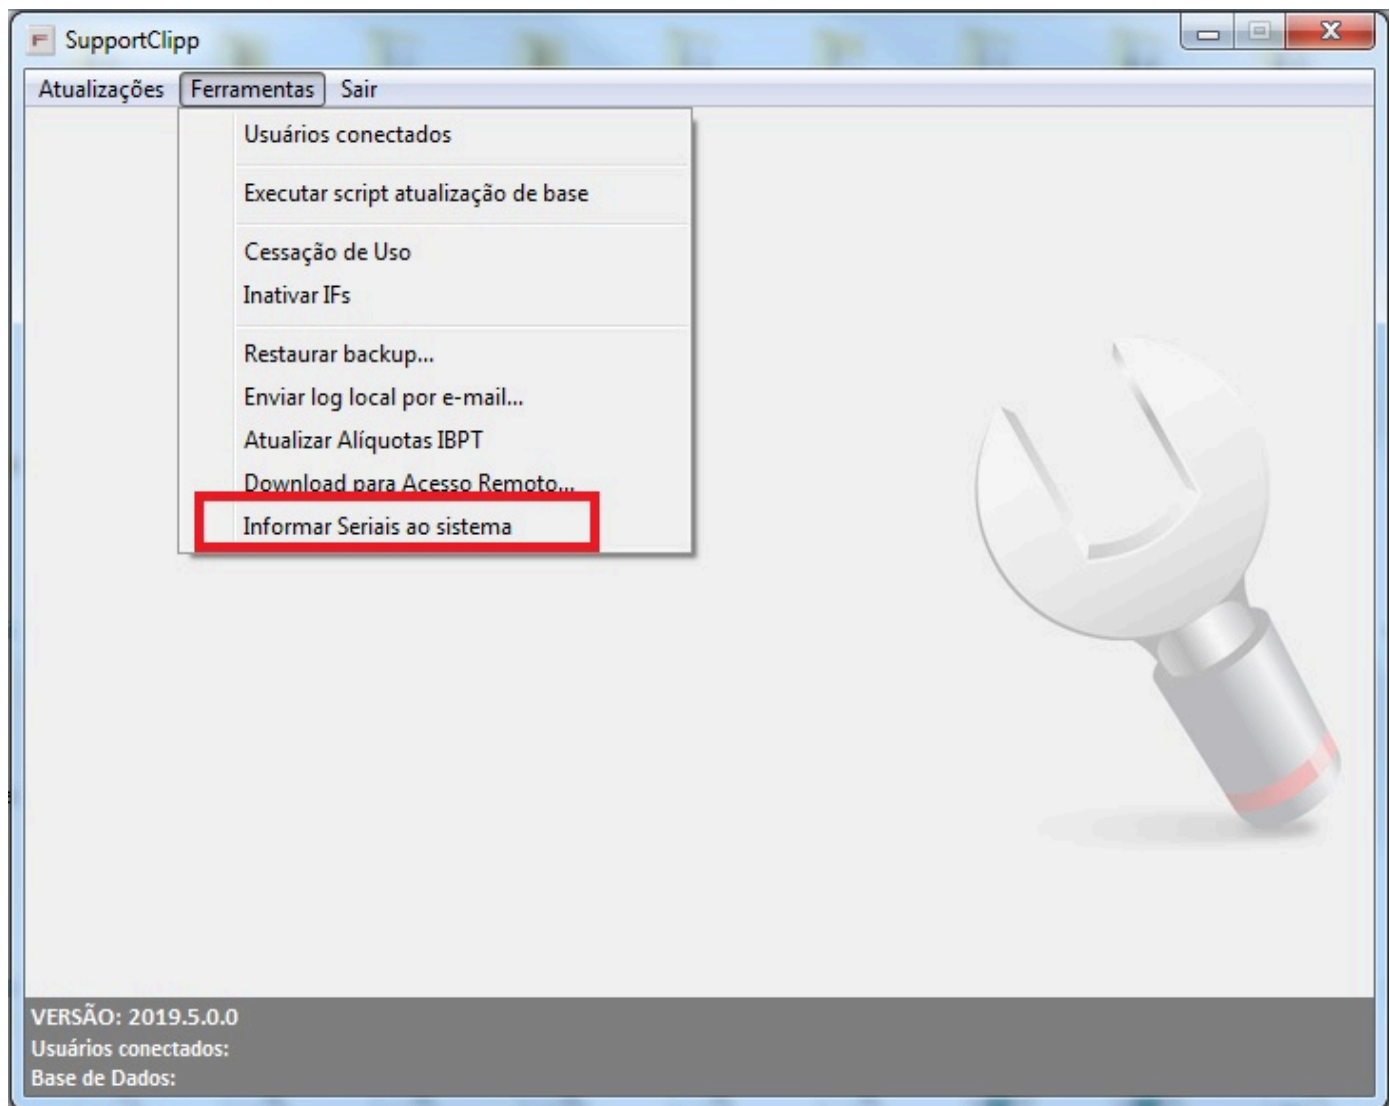 SupportClipp
Atualizações Ferramentas Sair
Usuários conectados
Executar script atualização de base
Cessação de Uso
Inativar IFs
Restaurar backup...
Enviar log local por e-mail...
Atualizar Alíquotas IBPT
Download para Acesso Remoto...
Informar Seriais ao sistema
VERSÃO: 2019.5.0.0
Usuários conectados:
Base de Dados: